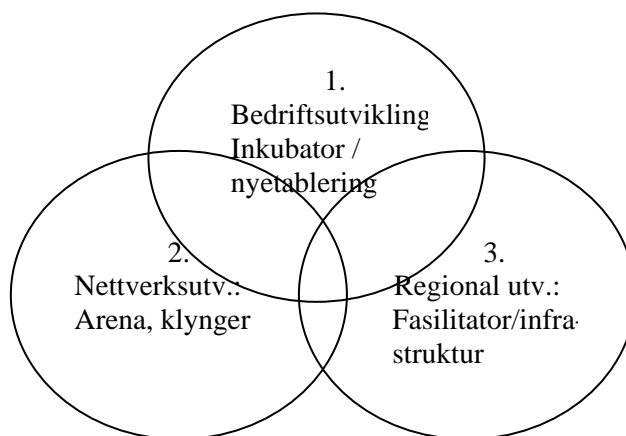 1.
Bedriftsutvikling
Inkubator /
nyetablering
2.
Nettverksutv.:
Arena, klynger
3.
Regional utv.:
Fasilitator/infra-
struktur